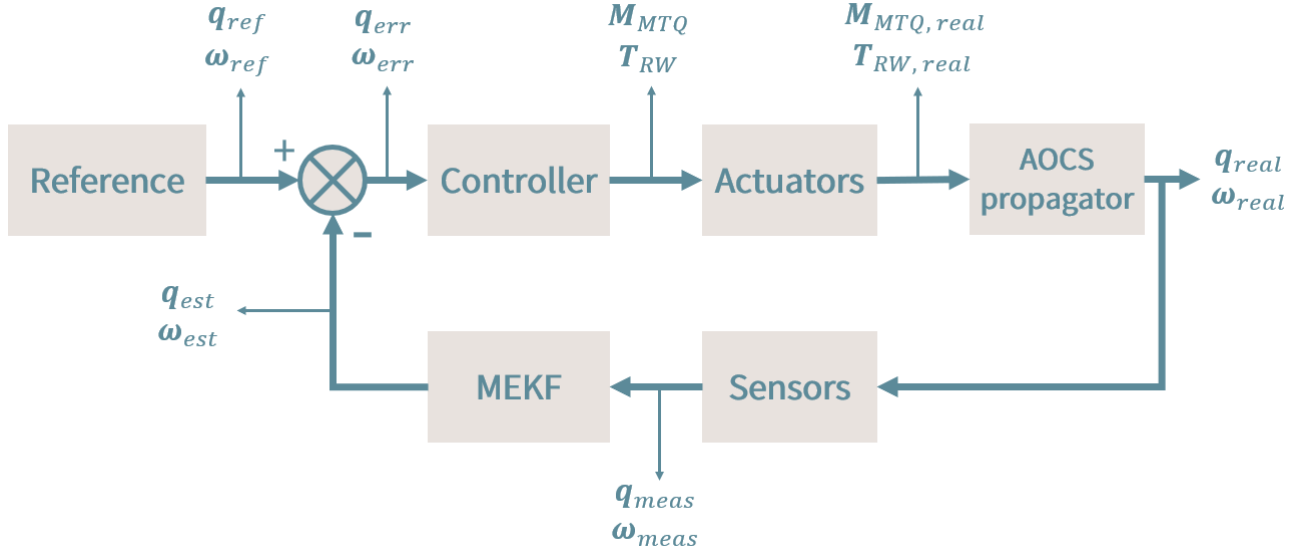 q_ref
ω_ref
q_err
ω_err
M_MTQ
T_RW
M_MTQ,real
T_RW,real
Reference
+
Controller
Actuators
AOCS
propagator
q_real
ω_real
−
q_est
ω_est
MEKF
Sensors
q_meas
ω_meas